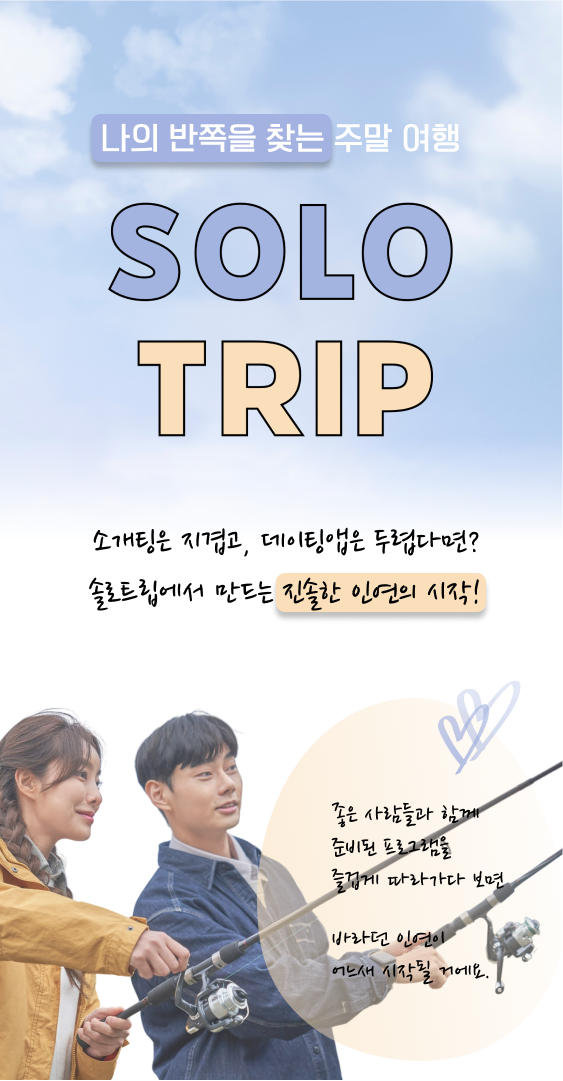 나의 반쪽을 찾는 주말 여행
SOLO
TRIP
소개팅은 지겹고, 데이팅앱은 두렵다면?
솔로트립에서 만드는 진솔한 인연의 시작!
좋은 사람들과 함께
준비된 프로그램을
즐겁게 따라가다 보면
바라던 인연이
어느새 시작될 거에요.